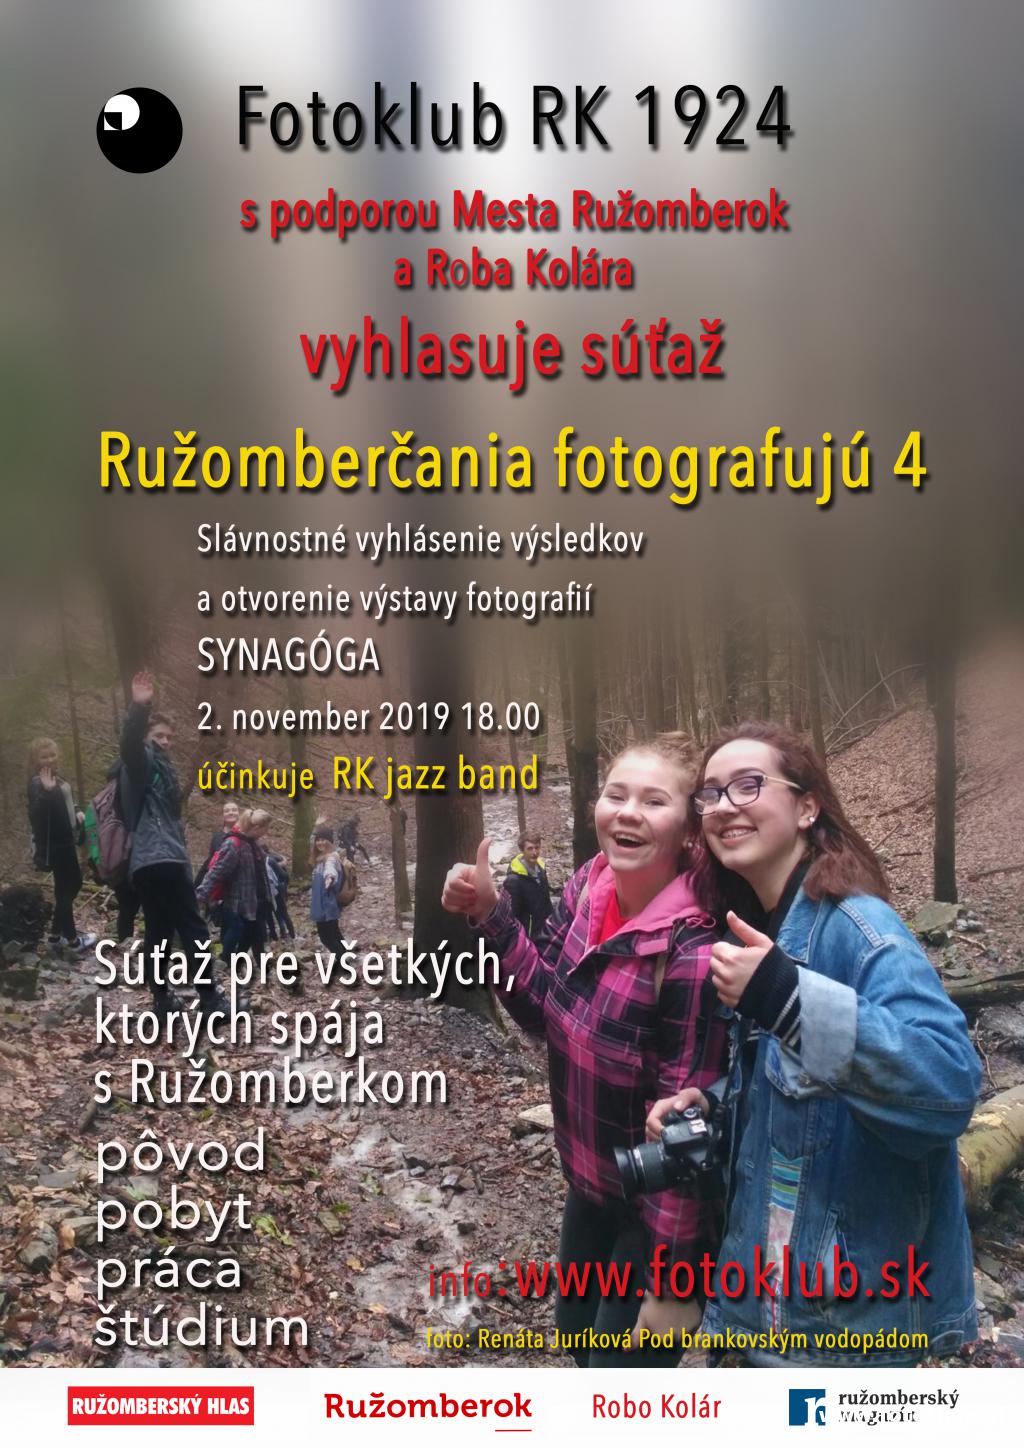 Fotoklub RK 1924
s podporou Mesta Ružomberok
a Roba Kolára
vyhlasuje súťaž
Ružomberčania fotografujú 4
Slávnostné vyhlásenie výsledkov
a otvorenie výstavy fotografií
SYNAGÓGA
2. november 2019 18.00
účinkuje RK jazz band
Súťaž pre všetkých,
ktorých spája
s Ružomberkom
pôvod
pobyt
práca
štúdium
info:www.fotoklub.sk
foto: Renáta Juríková Pod brankovským vodopádom
RUŽOMBERSKÝ HLAS
Ružomberok
Robo Kolár
ružomberský
magazín